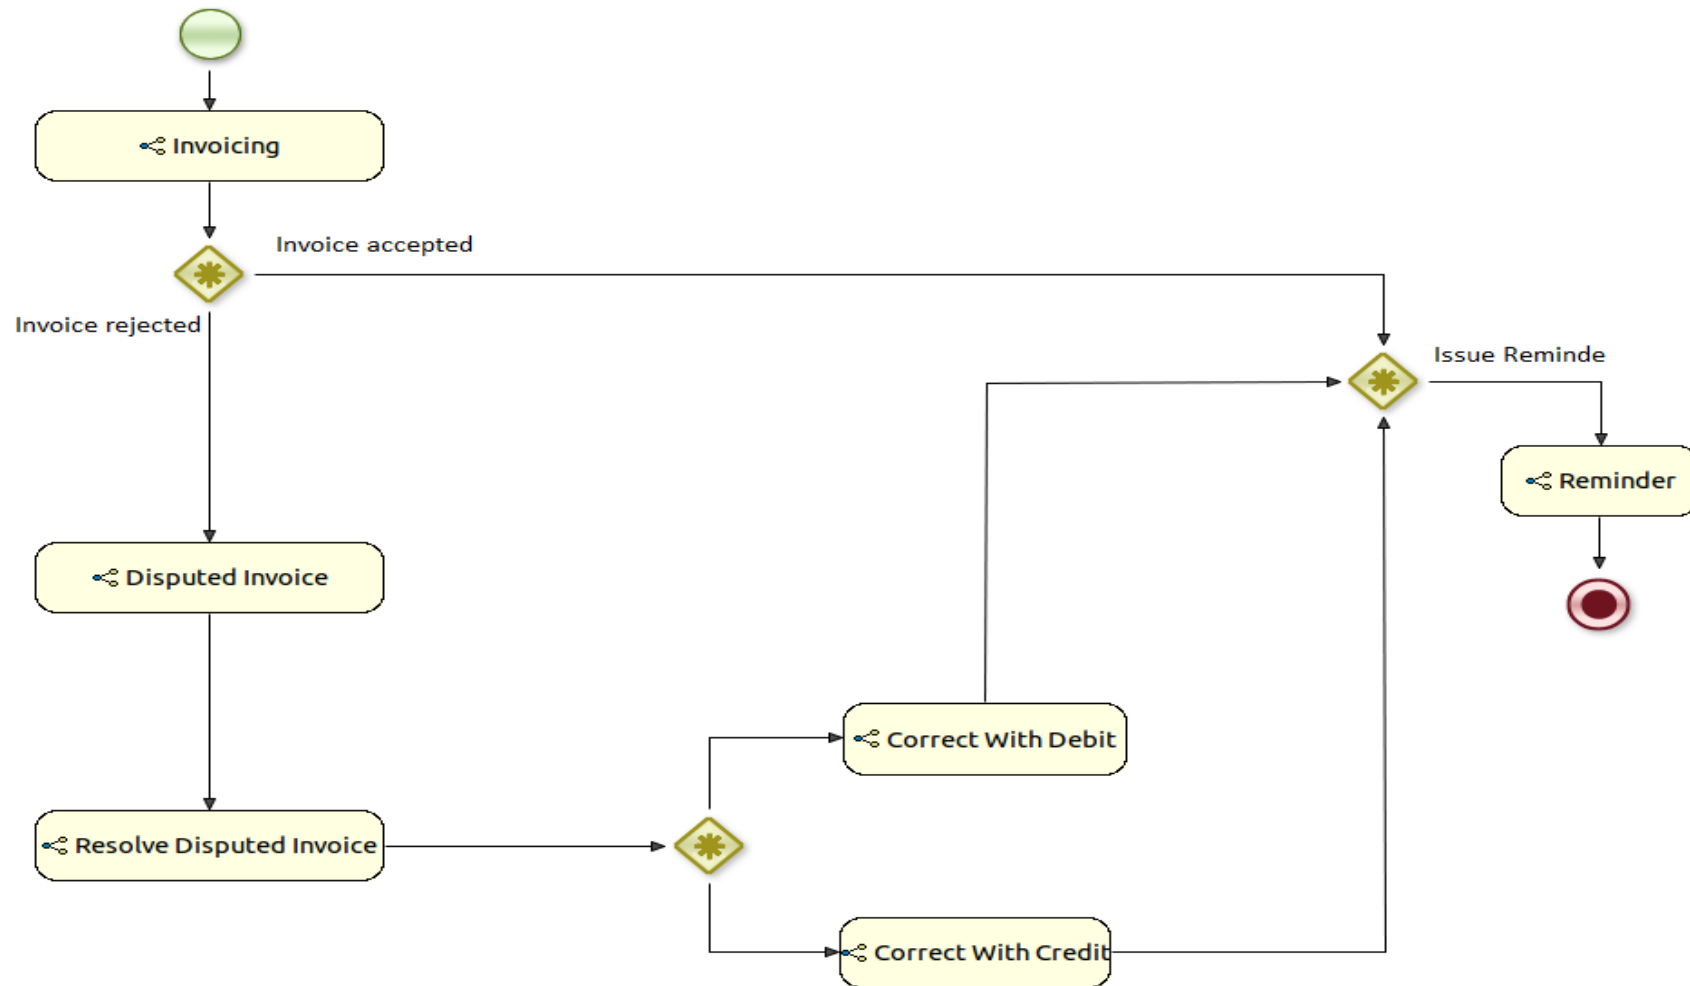 Invoicing
Invoice accepted
Invoice rejected
Issue Reminde
Reminder
Disputed Invoice
Correct With Debit
Resolve Disputed Invoice
Correct With Credit